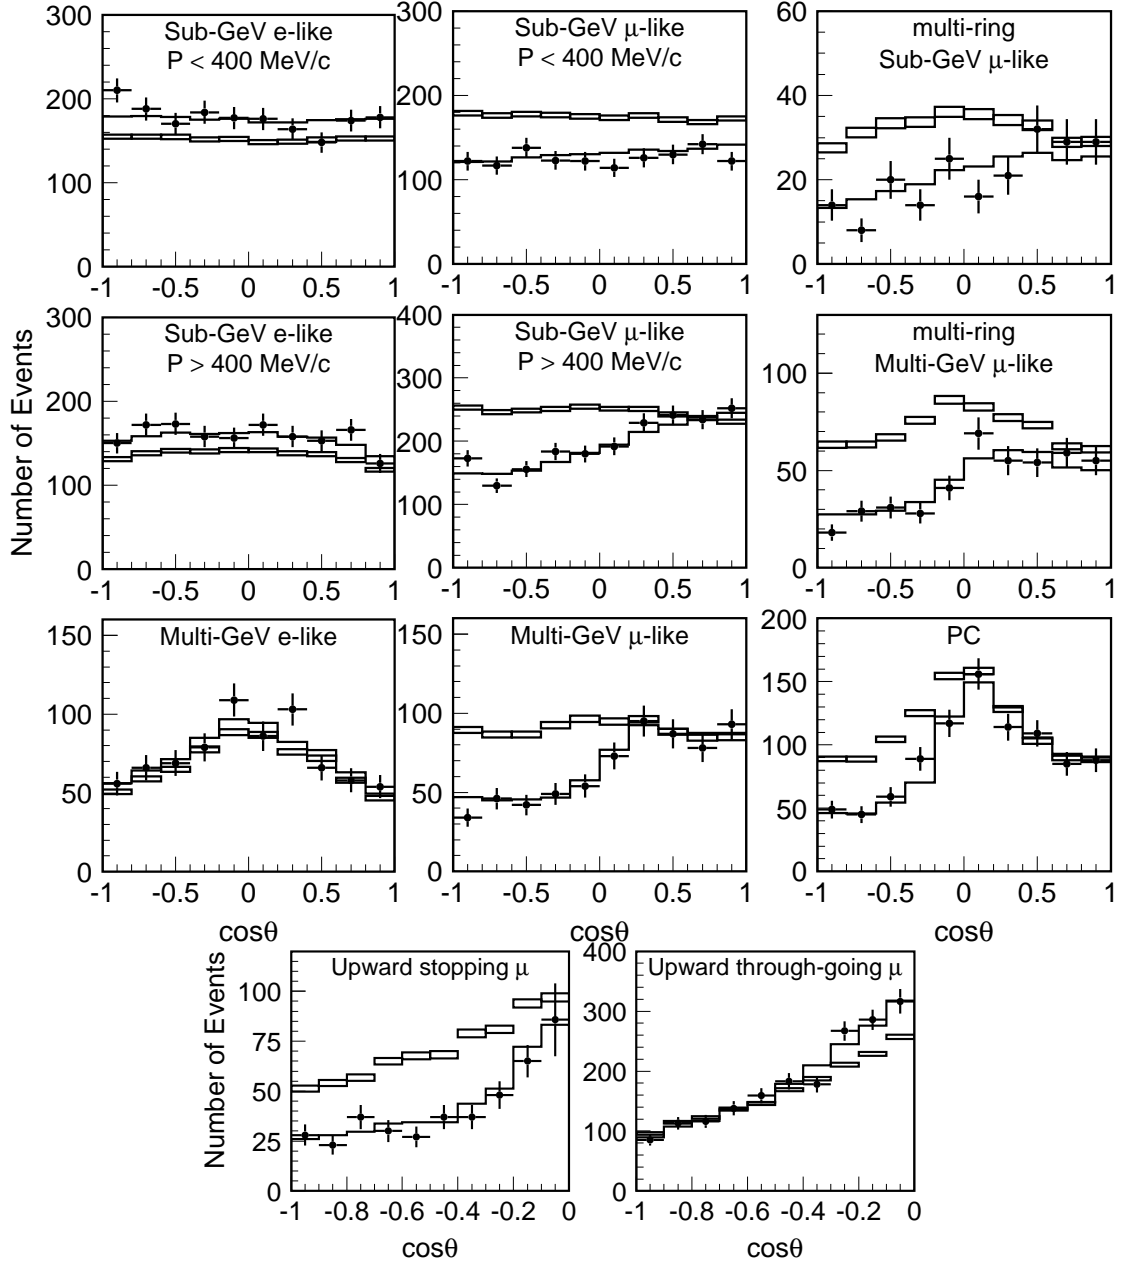 Number of Events
Sub-GeV e-like
P < 400 MeV/c
300
200
100
0
-1 -0.5 0 0.5 1
Sub-GeV μ-like
P < 400 MeV/c
300
200
100
0
-1 -0.5 0 0.5 1
multi-ring
Sub-GeV μ-like
60
40
20
0
-1 -0.5 0 0.5 1
Sub-GeV e-like
P > 400 MeV/c
300
200
100
0
-1 -0.5 0 0.5 1
Sub-GeV μ-like
P > 400 MeV/c
400
300
200
100
0
-1 -0.5 0 0.5 1
multi-ring
Multi-GeV μ-like
100
50
0
-1 -0.5 0 0.5 1
Multi-GeV e-like
150
100
50
0
-1 -0.5 0 0.5 1
cosθ
Multi-GeV μ-like
150
100
50
0
-1 -0.5 0 0.5 1
cosθ
PC
200
150
100
50
0
-1 -0.5 0 0.5 1
cosθ
Number of Events
Upward stopping μ
100
75
50
25
0
-1 -0.8 -0.6 -0.4 -0.2 0
cosθ
Upward through-going μ
400
300
200
100
0
-1 -0.8 -0.6 -0.4 -0.2 0
cosθ